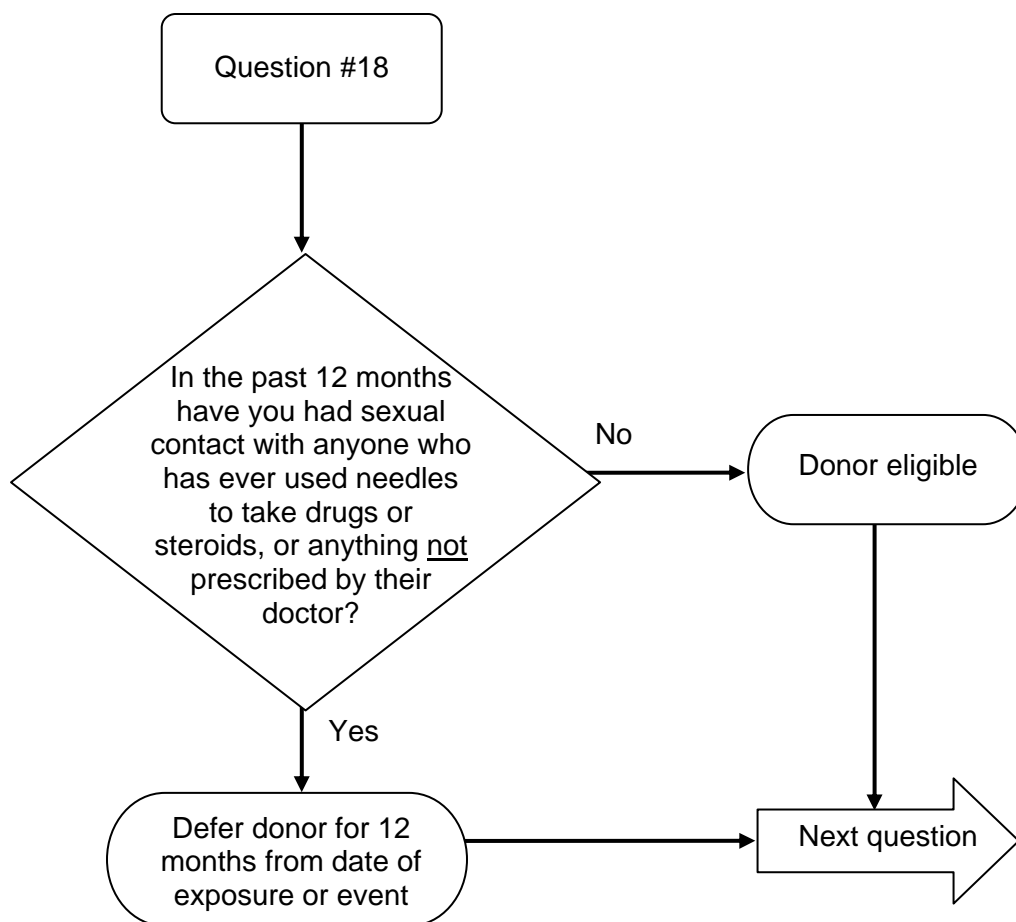 Question #18
In the past 12 months
have you had sexual
contact with anyone who
has ever used needles
to take drugs or
steroids, or anything not
prescribed by their
doctor?
No
Donor eligible
Yes
Defer donor for 12
months from date of
exposure or event
Next question